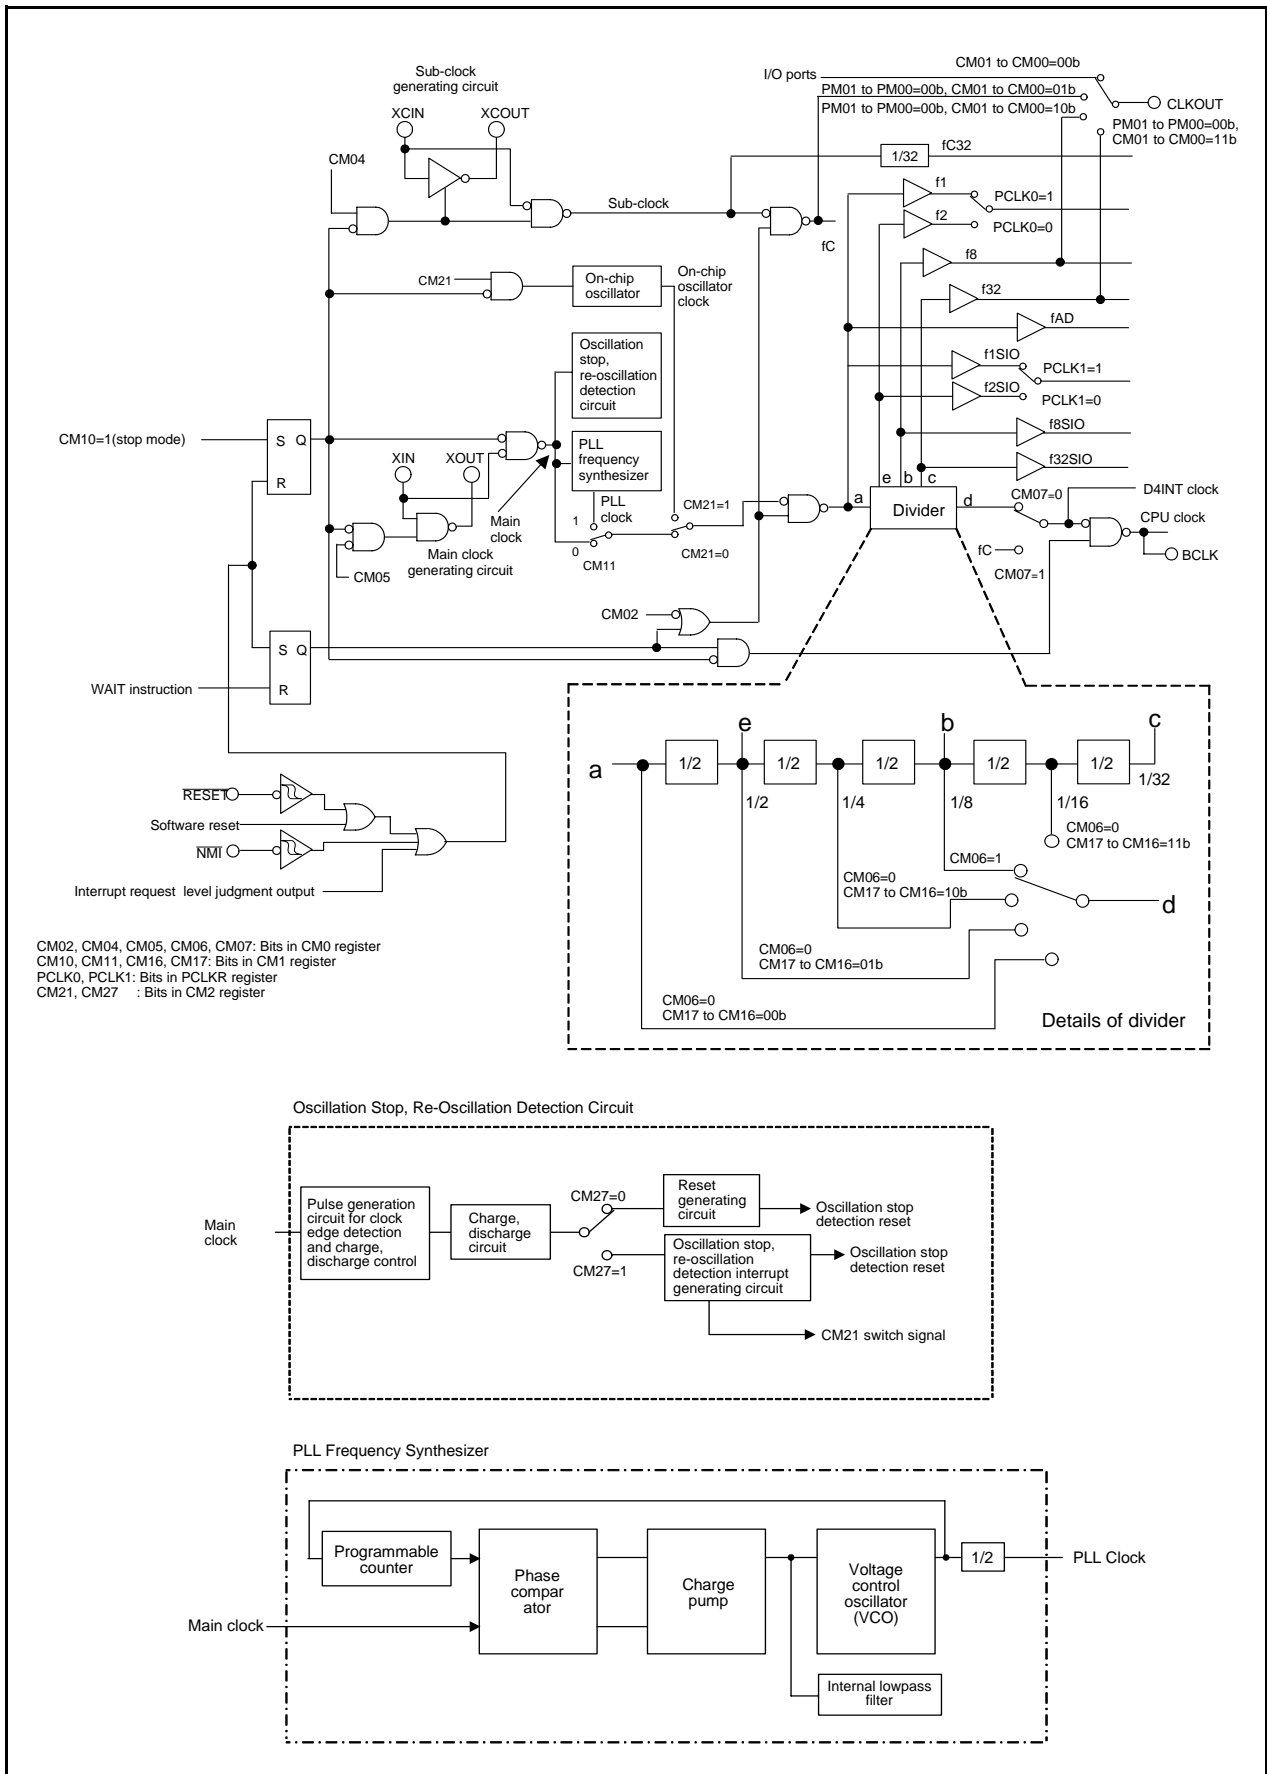 Sub-clock
generating circuit
XCIN
XCOUT
CM04
Sub-clock
I/O ports
CM01 to CM00=00b
PM01 to PM00=00b, CM01 to CM00=01b
PM01 to PM00=00b, CM01 to CM00=10b
CLKOUT
PM01 to PM00=00b,
CM01 to CM00=11b
1/32
fC32
f1
PCLK0=1
f2
PCLK0=0
fC
f8
f32
fAD
f1SIO
PCLK1=1
f2SIO
PCLK1=0
f8SIO
f32SIO
CM21
On-chip
oscillator
On-chip
oscillator
clock
Oscillation
stop,
re-oscillation
detection
circuit
CM10=1(stop mode)
S Q
R
XIN
XOUT
PLL
frequency
synthesizer
Main
clock
PLL
clock
1
0
CM11
CM21=1
CM21=0
Main clock
generating circuit
CM05
e b c
a
Divider
d
CM07=0
D4INT clock
CPU clock
BCLK
fC
CM07=1
CM02
S Q
R
WAIT instruction
RESET
Software reset
NMI
Interrupt request level judgment output
a
1/2
e
1/2
1/2
b
1/2
1/2
c
1/2
1/4
1/8
1/16
1/32
CM06=0
CM17 to CM16=11b
CM06=1
CM06=0
CM17 to CM16=10b
d
CM06=0
CM17 to CM16=01b
CM06=0
CM17 to CM16=00b
Details of divider
CM02, CM04, CM05, CM06, CM07: Bits in CM0 register
CM10, CM11, CM16, CM17: Bits in CM1 register
PCLK0, PCLK1: Bits in PCLKR register
CM21, CM27 : Bits in CM2 register
Oscillation Stop, Re-Oscillation Detection Circuit
Main
clock
Pulse generation
circuit for clock
edge detection
and charge,
discharge control
Charge,
discharge
circuit
CM27=0
CM27=1
Reset
generating
circuit
Oscillation stop
detection reset
Oscillation stop,
re-oscillation
detection interrupt
generating circuit
Oscillation stop
detection reset
CM21 switch signal
PLL Frequency Synthesizer
Programmable
counter
Main clock
Phase
compar
ator
Charge
pump
Voltage
control
oscillator
(VCO)
1/2
PLL Clock
Internal lowpass
filter